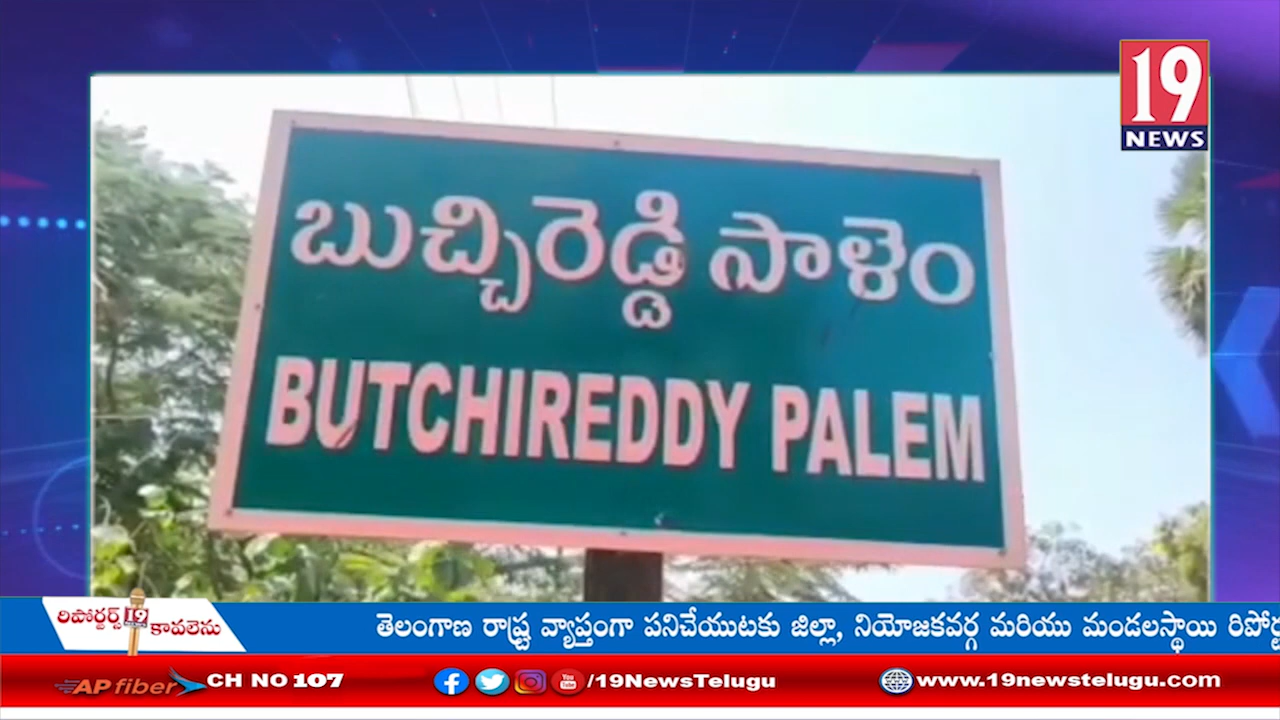 19
NEWS
బుచ్చిరెడ్డి సాళెం
BUTCHIREDDY PALEM
రిపోర్టర్స్ 19 కావలెను
తెలంగాణ రాష్ట్ర వ్యాప్తంగా పనిచేయుటకు జిల్లా, నియోజకవర్గ మరియు మండలస్థాయి
AP fiber CH NO 107
/19NewsTelugu
www.19newstelugu.com